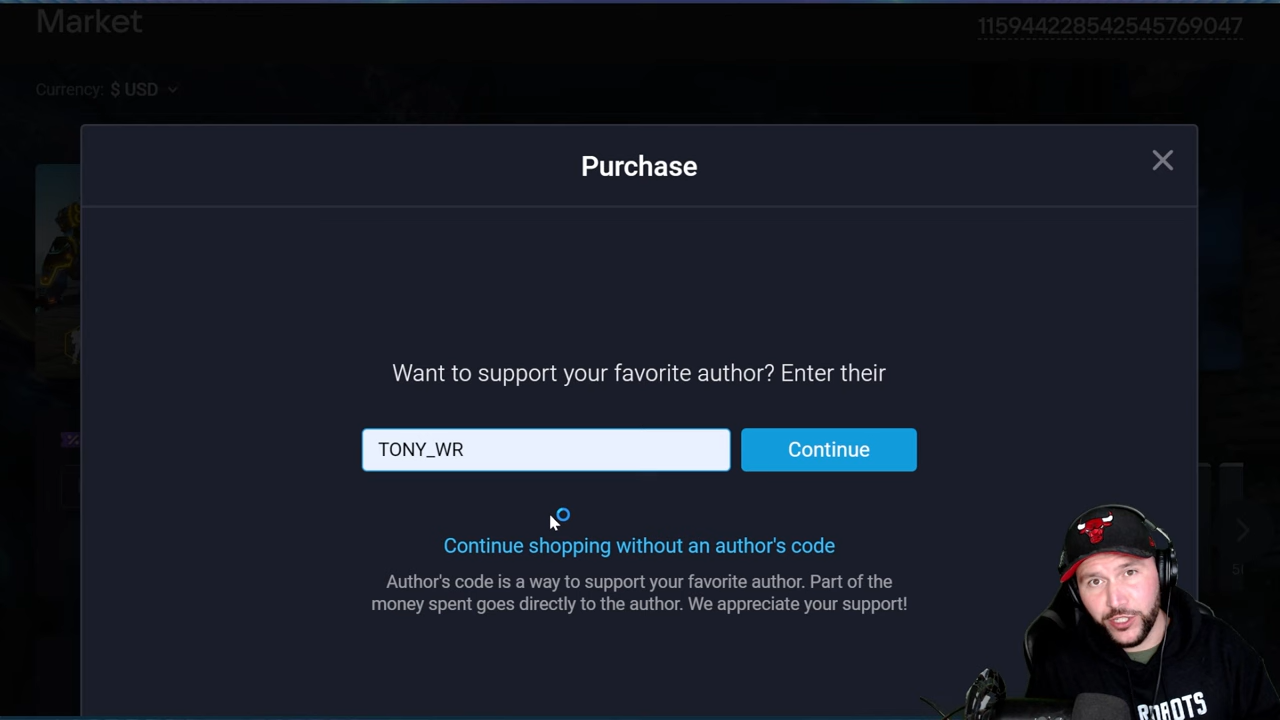 Market
115944228542545769047
Currency: $ USD
Purchase
Want to support your favorite author? Enter their
TONY_WR
Continue
Continue shopping without an author's code
Author's code is a way to support your favorite author. Part of the
money spent goes directly to the author. We appreciate your support!
ROBOTS